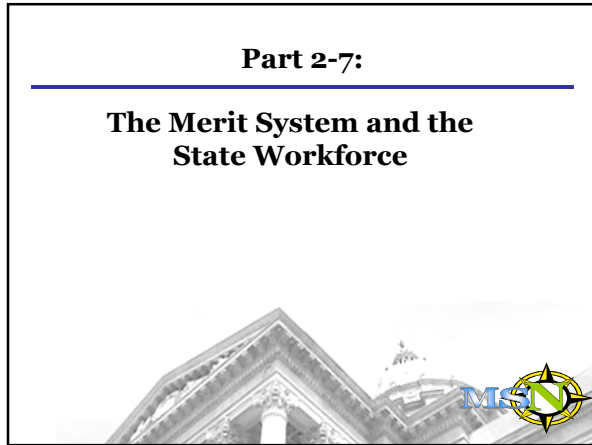 Part 2-7:
The Merit System and the
State Workforce
MSN